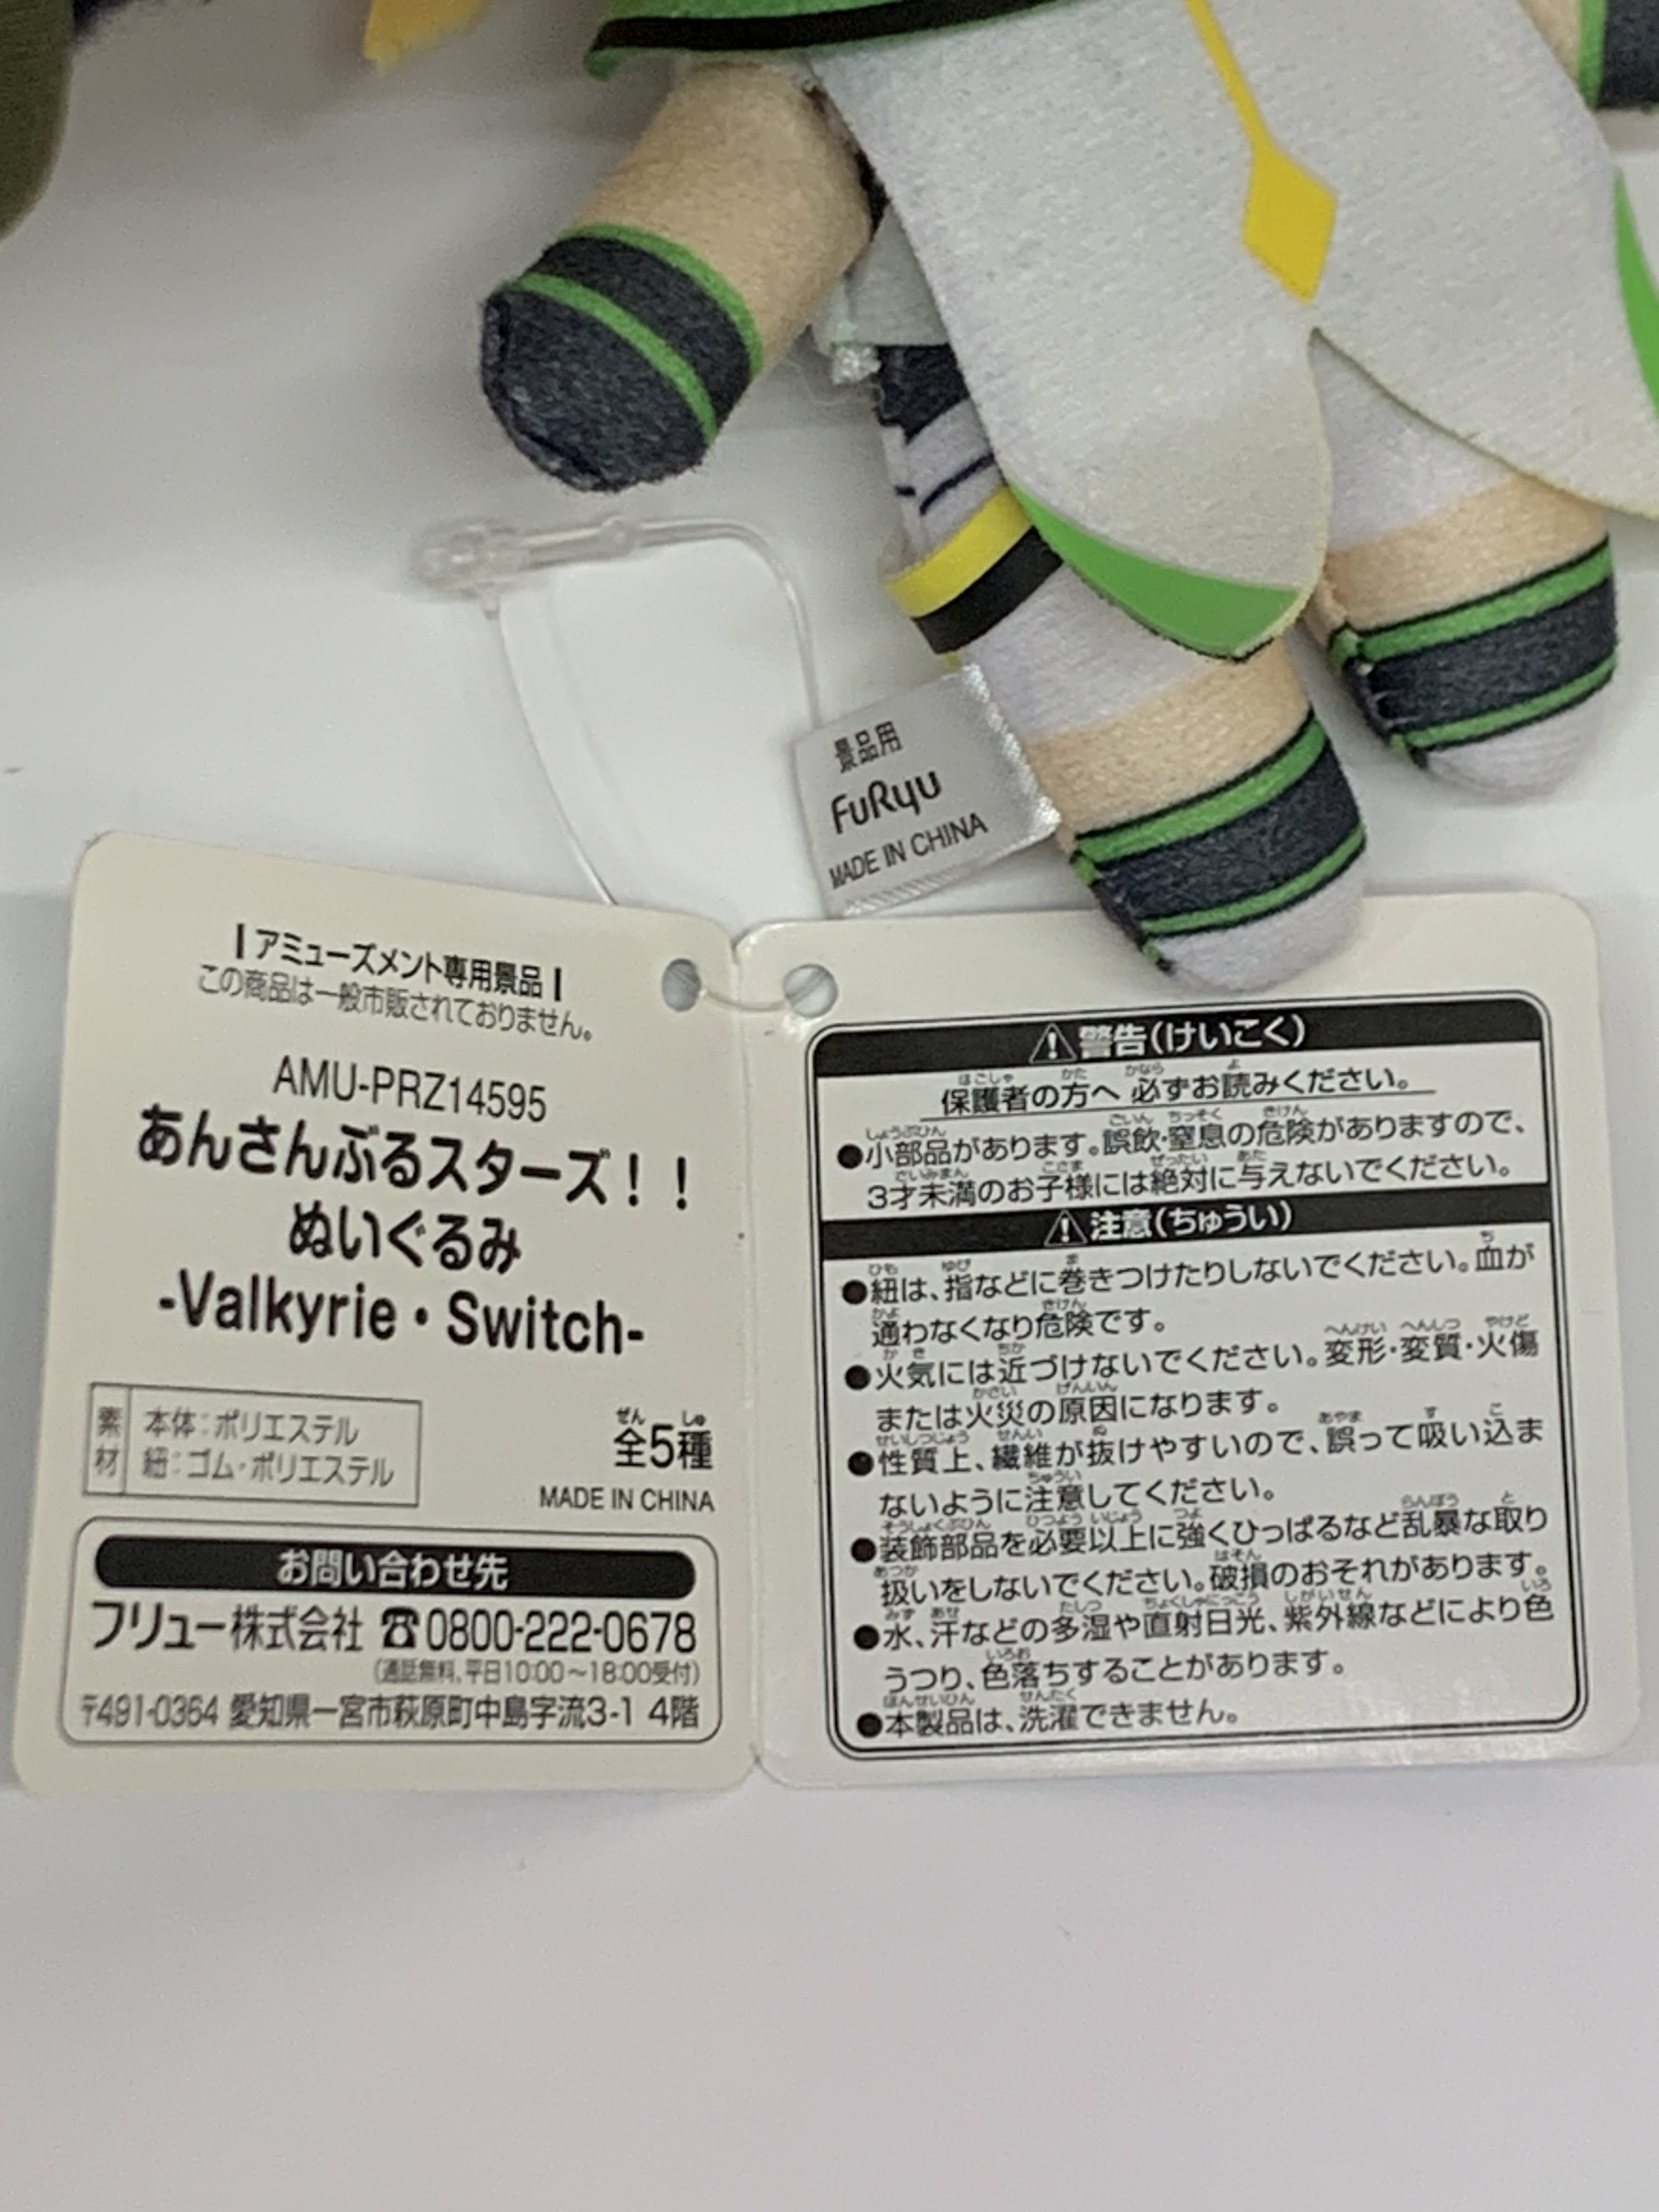 景品用
FuRyu
MADE IN CHINA
アミューズメント専用景品
この商品は一般市販されておりません。
AMU-PRZ14595
あんさんぶるスターズ！！
ぬいぐるみ
-Valkyrie・Switch-
素材
本体：ポリエステル
紐：ゴム・ポリエステル
全5種
MADE IN CHINA
お問い合わせ先
フリュー株式会社 ☎0800-222-0678
(通話無料,平日10:00～18:00受付)
〒491-0364 愛知県一宮市萩原町中島字流3-1 4階
⚠警告(けいこく)
保護者の方へ 必ずお読みください。
●小部品があります。誤飲・窒息の危険がありますので、
3才未満のお子様には絶対に与えないでください。
⚠注意(ちゅうい)
●紐は、指などに巻きつけたりしないでください。血が
通わなくなり危険です。
●火気には近づけないでください。変形・変質・火傷
または火災の原因になります。
●性質上、繊維が抜けやすいので、誤って吸い込ま
ないように注意してください。
●装飾部品を必要以上に強くひっぱるなど乱暴な取り
扱いをしないでください。破損のおそれがあります。
●水、汗などの多湿や直射日光、紫外線などにより色
うつり、色落ちすることがあります。
●本製品は、洗濯できません。